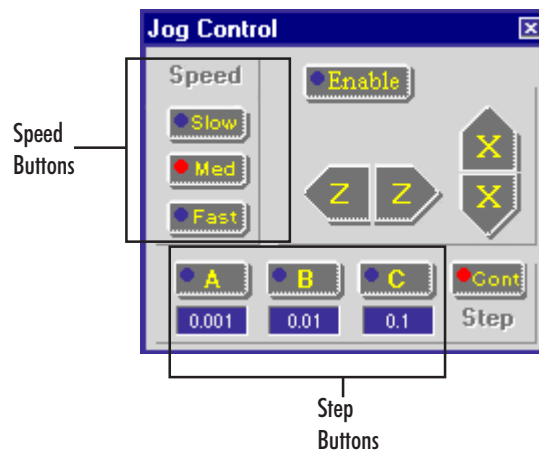 Jog Control
Speed
Enable
Slow
Speed
Buttons
Med
Fast
Z Z
X
X
A B C Cont
0.001 0.01 0.1 Step
Step
Buttons